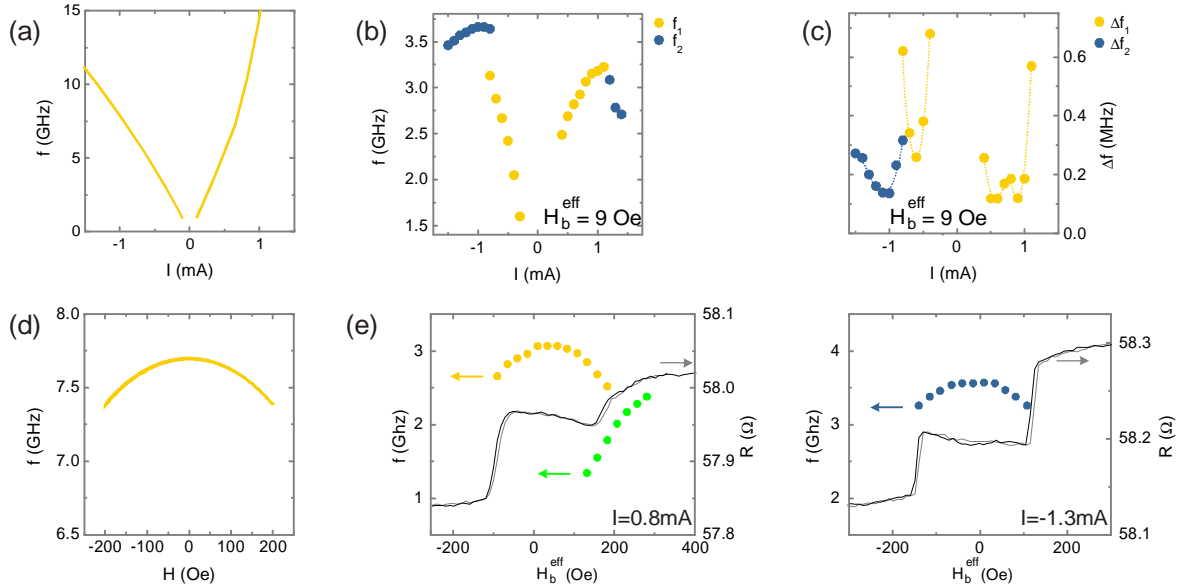 (a)
15
10
5
0
f (GHz)
-1 0 1
I (mA)
(b)
4.0
3.5
3.0
2.5
2.0
1.5
f (GHz)
f₁
f₂
H_b^eff = 9 Oe
-1 0 1
I (mA)
(c)
Δf₁
Δf₂
0.6
0.4
0.2
0.0
Δf (MHz)
H_b^eff = 9 Oe
-1 0 1
I (mA)
(d)
8.0
7.5
7.0
6.5
f (GHz)
-200 -100 0 100 200
H (Oe)
(e)
3
2
1
f (Ghz)
58.1
58.0
57.9
57.8
R (Ω)
I=0.8mA
-200 0 200 400
H_b^eff (Oe)
4
3
2
f (GHz)
58.3
58.2
58.1
R (Ω)
I=-1.3mA
-200 0 200
H_b^eff (Oe)